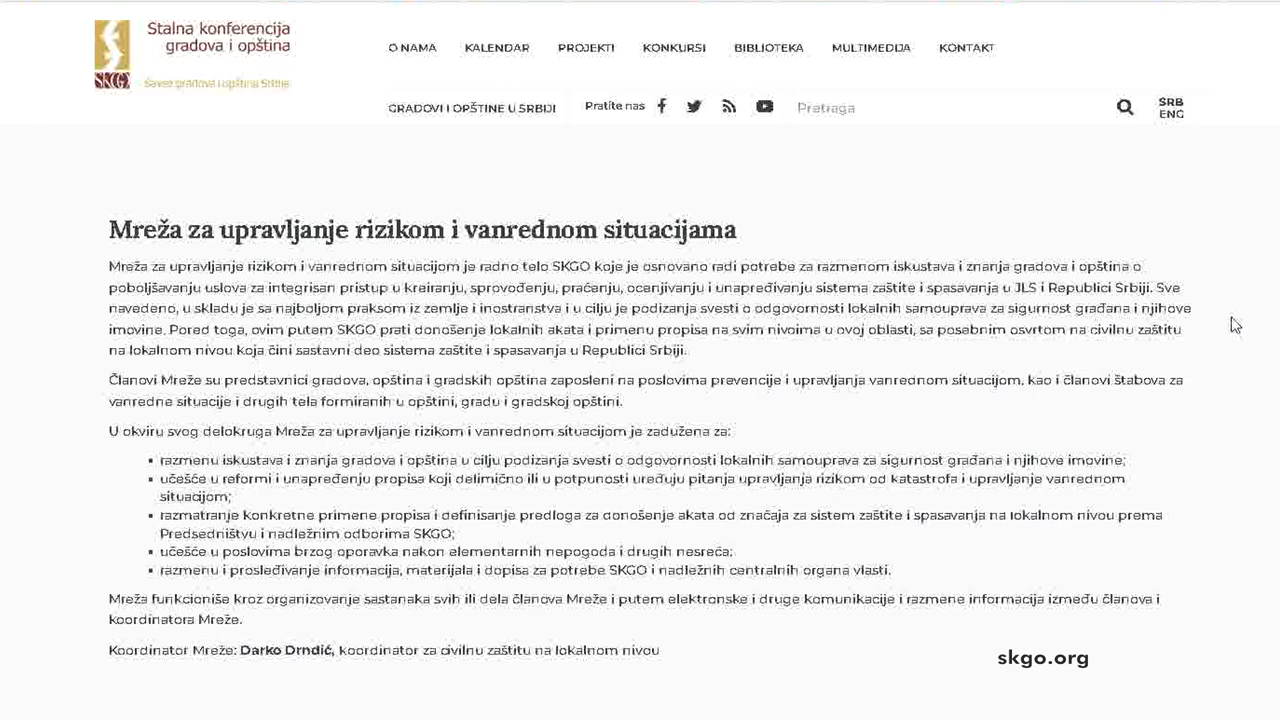 Stalna konferencija
gradova i opština
SKGO
Savez gradova i opština Srbije
O NAMA KALENDAR PROJEKTI KONKURSI BIBLIOTEKA MULTIMEDIJA KONTAKT
GRADOVI I OPŠTINE U SRBIJI Pratite nas Pretraga SRB
ENG
Mreža za upravljanje rizikom i vanrednom situacijama
Mreža za upravljanje rizikom i vanrednom situacijom je radno telo SKGO koje je osnovano radi potrebe za razmenom iskustava i znanja gradova i opština o
poboljšavanju uslova za integrisan pristup u kreiranju, sprovođenju, praćenju, ocenjivanju i unapređivanju sistema zaštite i spasavanja u JLS i Republici Srbiji. Sve
navedeno, u skladu je sa najboljom praksom iz zemlje i inostranstva i u cilju je podizanja svesti o odgovornosti lokalnih samouprava za sigurnost građana i njihove
imovine. Pored toga, ovim putem SKGO prati donošenje lokalnih akata i primenu propisa na svim nivoima u ovoj oblasti, sa posebnim osvrtom na civilnu zaštitu
na lokalnom nivou koja čini sastavni deo sistema zaštite i spasavanja u Republici Srbiji.
Članovi Mreže su predstavnici gradova, opština i gradskih opština zaposleni na poslovima prevencije i upravljanja vanrednom situacijom, kao i članovi štabova za
vanredne situacije i drugih tela formiranih u opštini, gradu i gradskoj opštini.
U okviru svog delokruga Mreža za upravljanje rizikom i vanrednom situacijom je zadužena za:
▪ razmenu iskustava i znanja gradova i opština u cilju podizanja svesti o odgovornosti lokalnih samouprava za sigurnost građana i njihove imovine;
▪ učešće u reformi i unapređenju propisa koji delimično ili u potpunosti uređuju pitanja upravljanja rizikom od katastrofa i upravljanje vanrednom
situacijom;
▪ razmatranje konkretne primene propisa i definisanje predloga za donošenje akata od značaja za sistem zaštite i spasavanja na lokalnom nivou prema
Predsedništvu i nadležnim odborima SKGO;
▪ učešće u poslovima brzog oporavka nakon elementarnih nepogoda i drugih nesreća;
▪ razmenu i prosleđivanje informacija, materijala i dopisa za potrebe SKGO i nadležnih centralnih organa vlasti.
Mreža funkcioniše kroz organizovanje sastanaka svih ili dela članova Mreže i putem elektronske i druge komunikacije i razmene informacija između članova i
koordinatora Mreže.
Koordinator Mreže: Darko Drndić, koordinator za civilnu zaštitu na lokalnom nivou
skgo.org